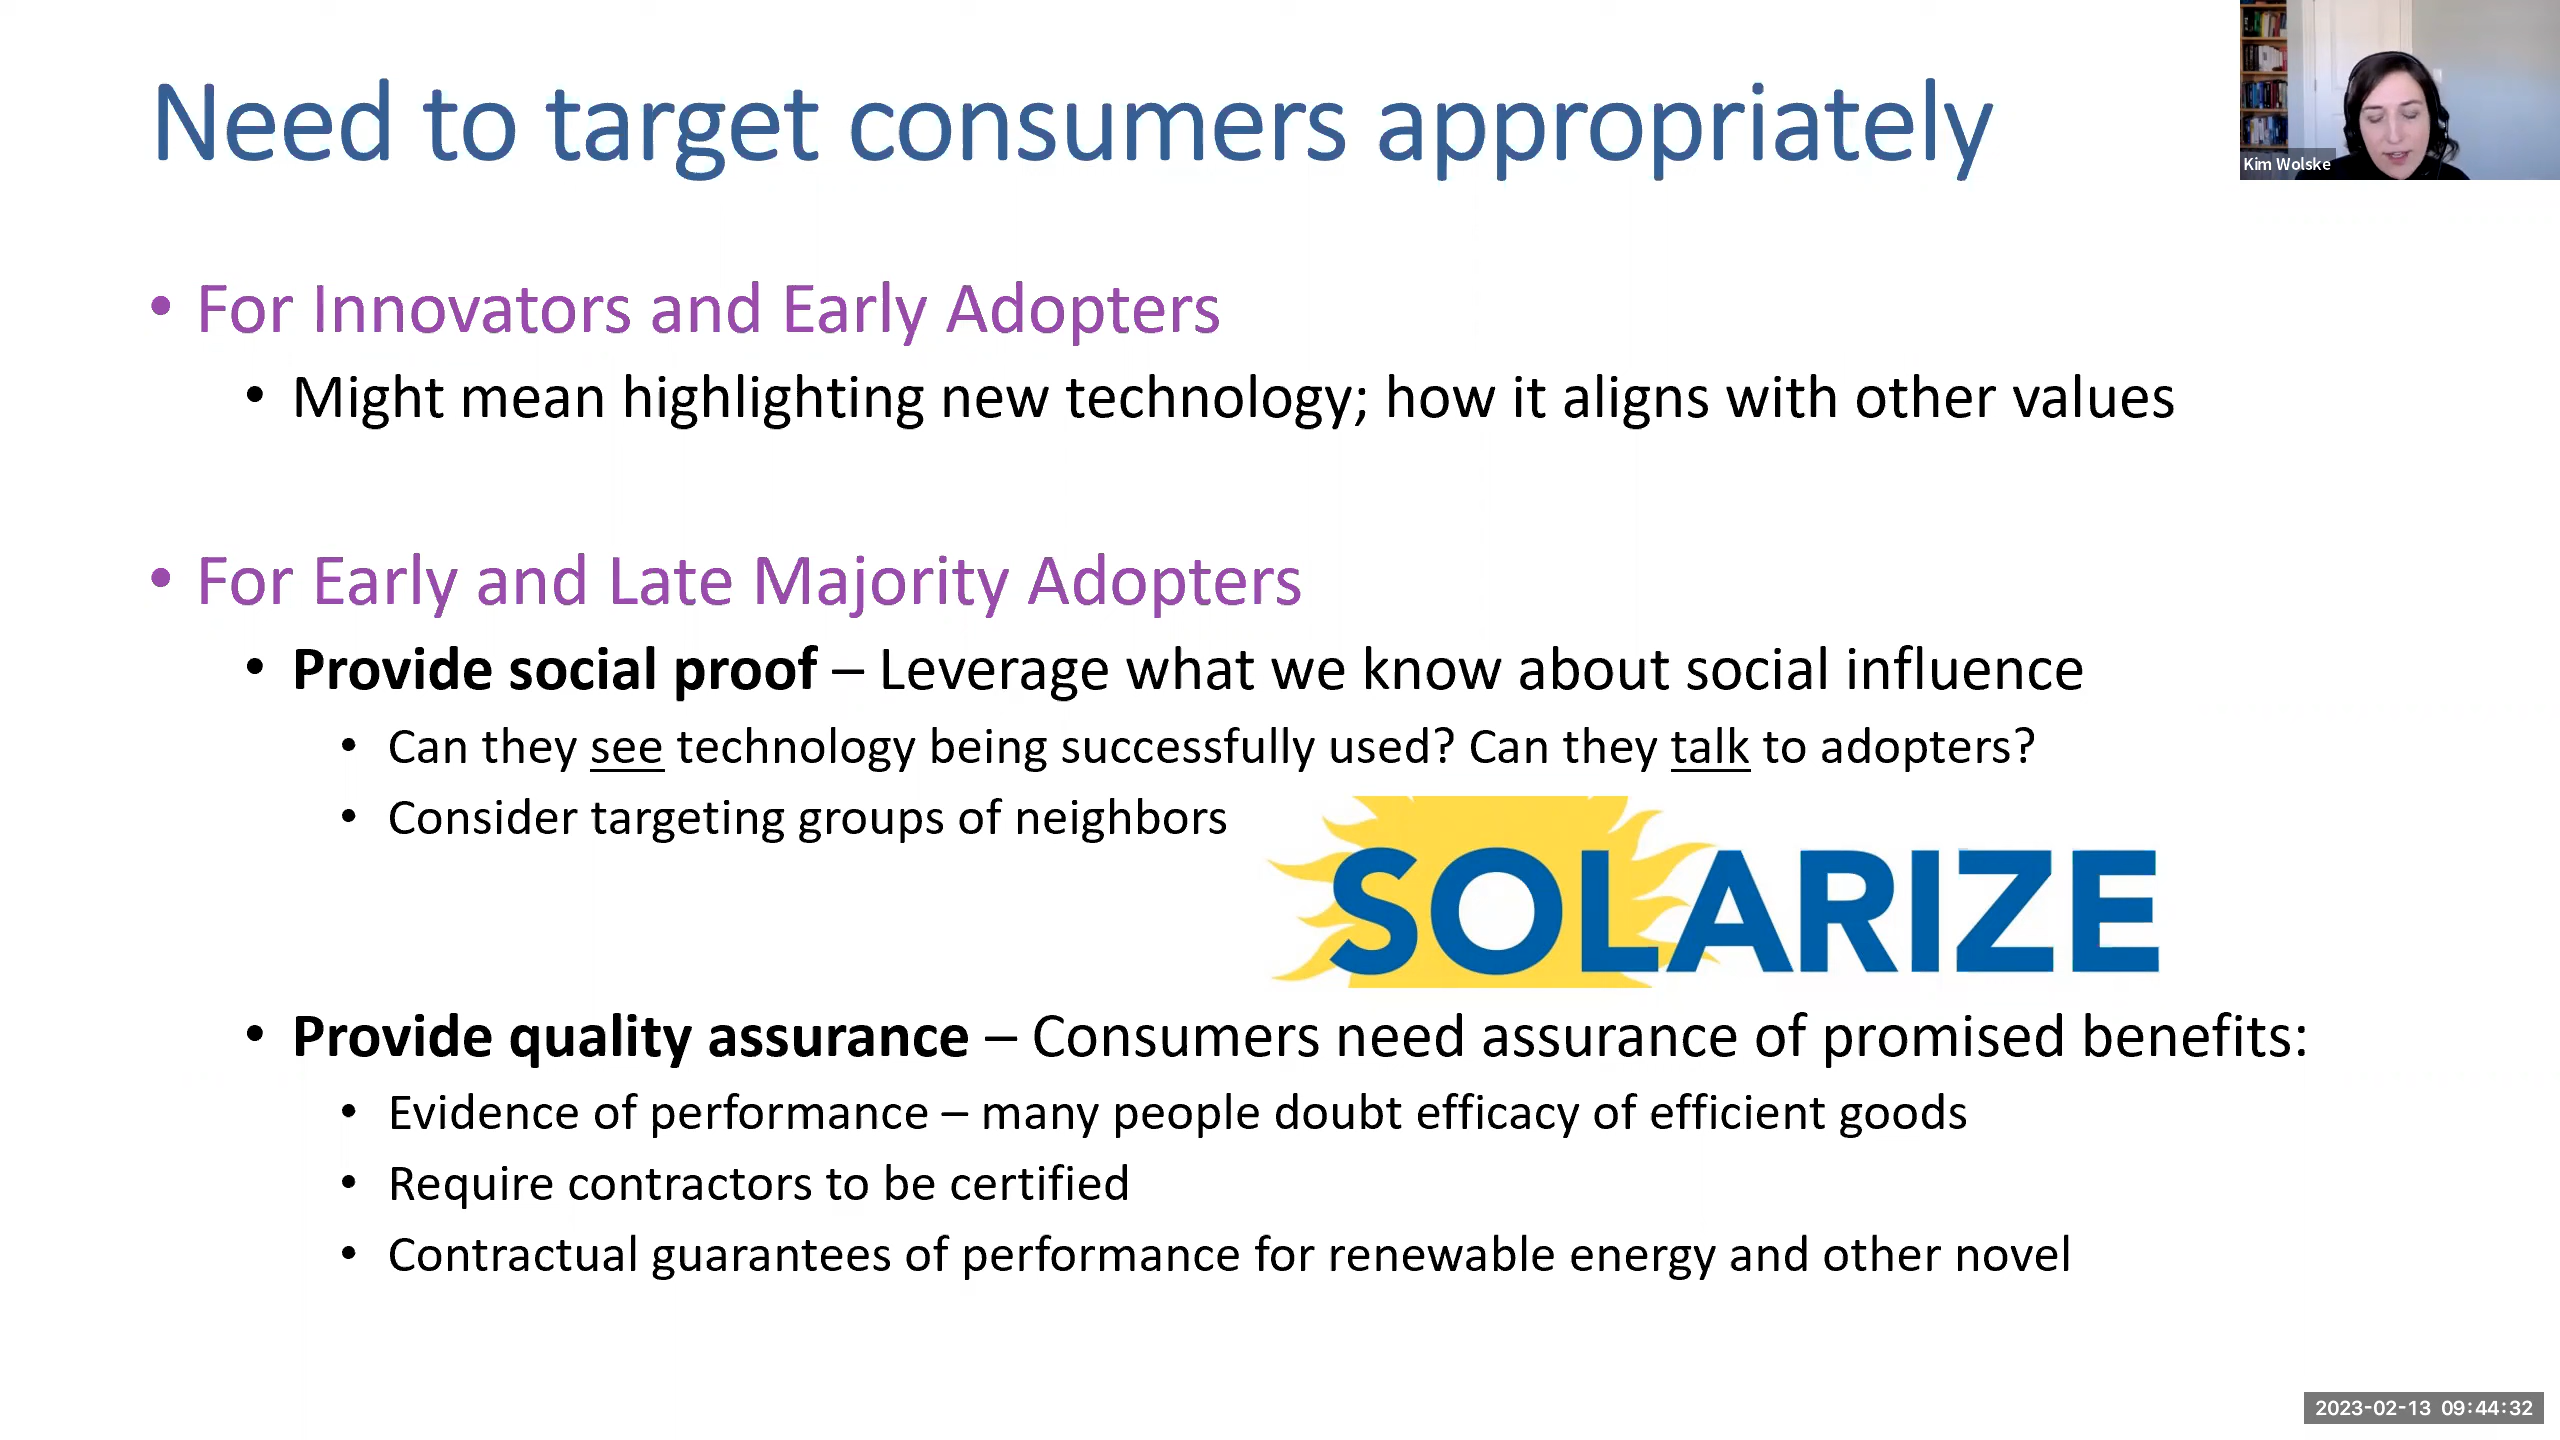 Need to target consumers appropriately
Kim Wolske
• For Innovators and Early Adopters
• Might mean highlighting new technology; how it aligns with other values
• For Early and Late Majority Adopters
• Provide social proof – Leverage what we know about social influence
• Can they see technology being successfully used? Can they talk to adopters?
• Consider targeting groups of neighbors
SOLARIZE
• Provide quality assurance – Consumers need assurance of promised benefits:
• Evidence of performance – many people doubt efficacy of efficient goods
• Require contractors to be certified
• Contractual guarantees of performance for renewable energy and other novel
2023-02-13 09:44:32